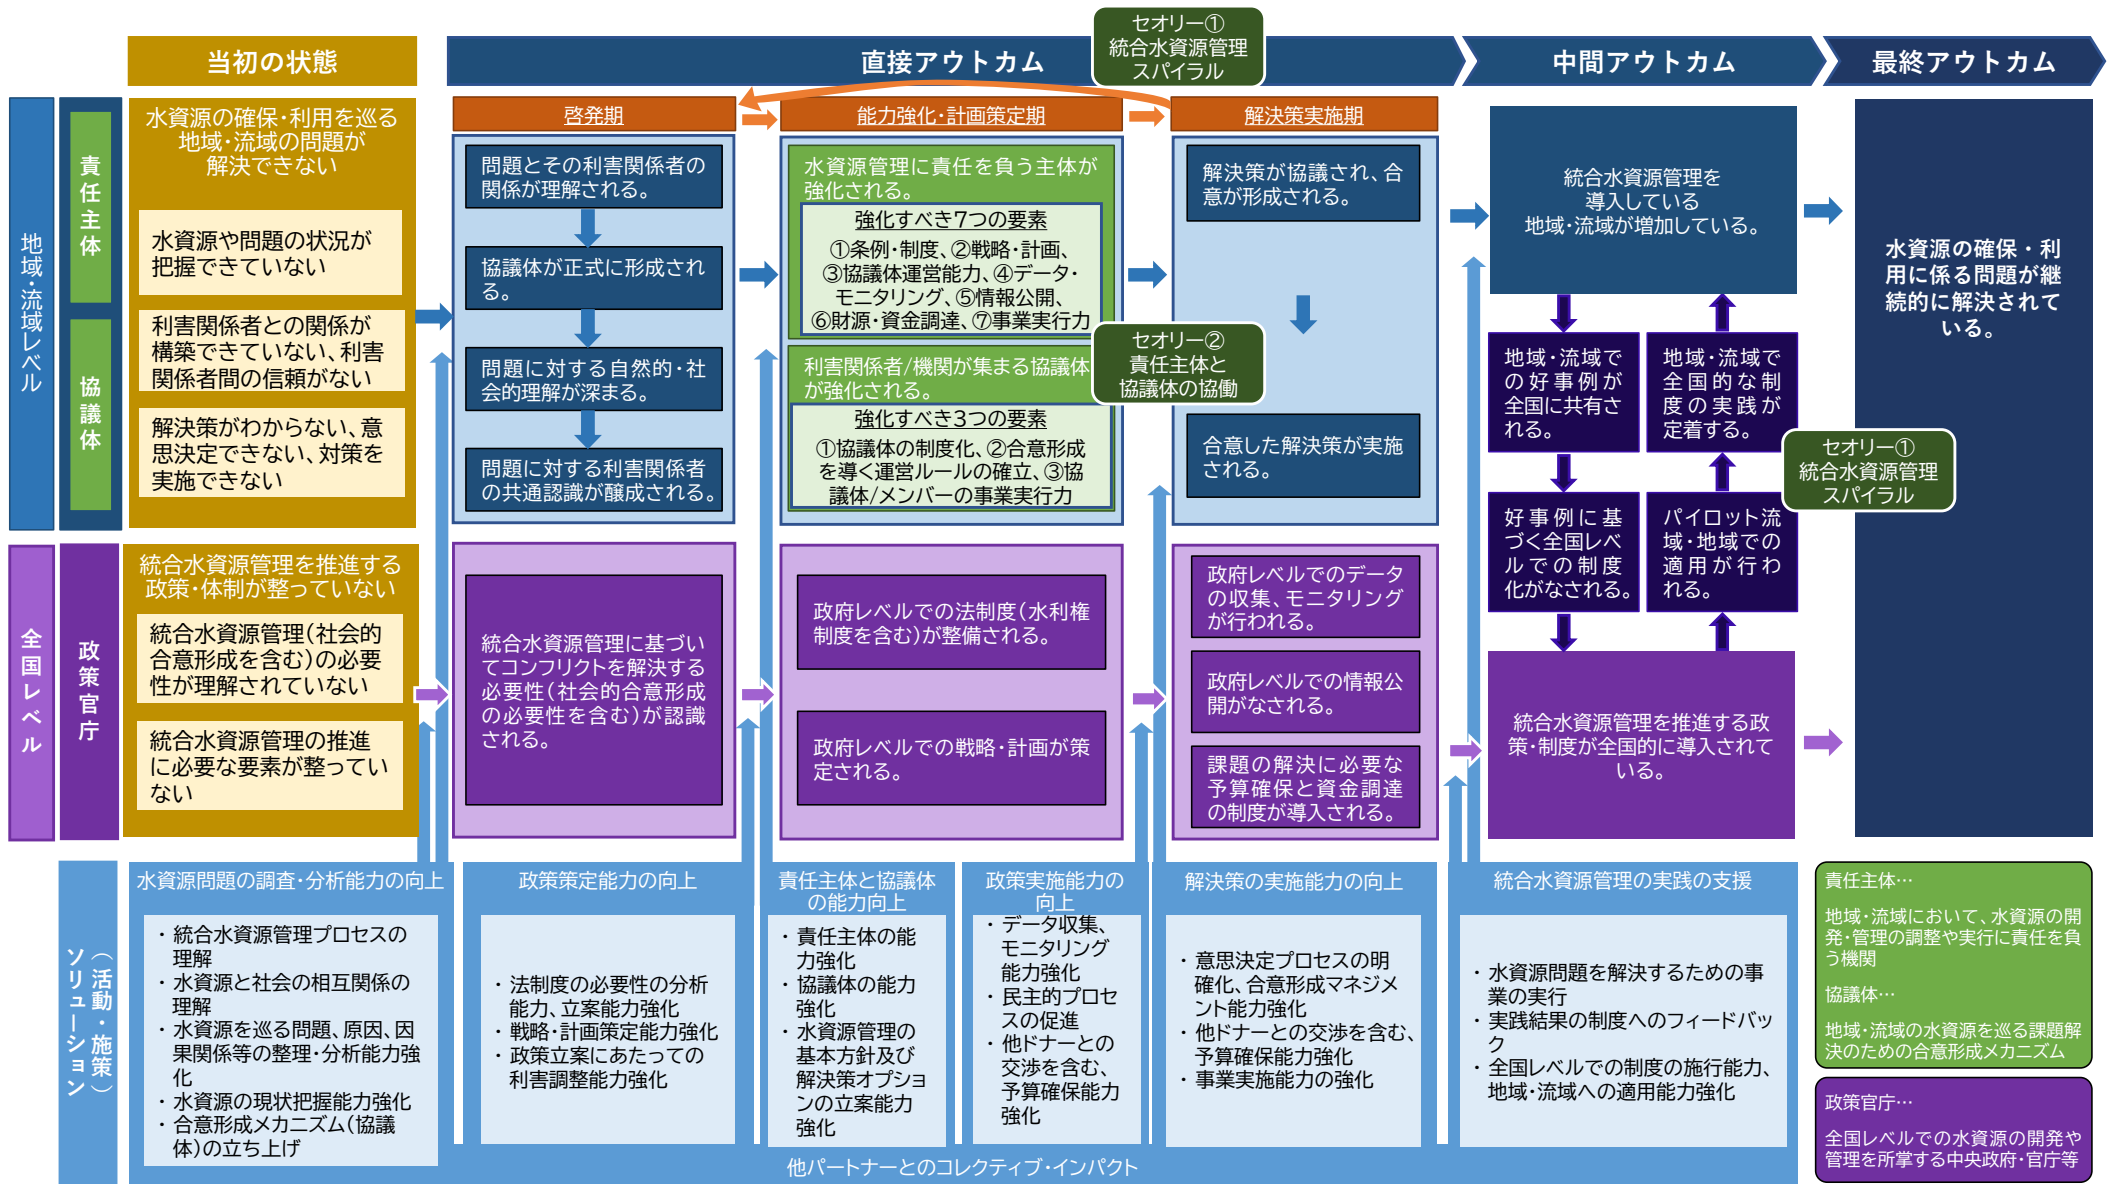 セオリー①
統合水資源管理
スパイラル
当初の状態
直接アウトカム
中間アウトカム
最終アウトカム
地域・流域レベル
責任主体
協議体
水資源の確保・利用を巡る
地域・流域の問題が
解決できない
水資源や問題の状況が
把握できていない
利害関係者との関係が
構築できていない、利害
関係者間の信頼がない
解決策がわからない、意
思決定できない、対策を
実施できない
啓発期
問題とその利害関係者の
関係が理解される。
協議体が正式に形成され
る。
問題に対する自然的・社
会的理解が深まる。
問題に対する利害関係者
の共通認識が醸成される。
能力強化・計画策定期
水資源管理に責任を負う主体が
強化される。
強化すべき7つの要素
①条例・制度、②戦略・計画、
③協議体運営能力、④データ・
モニタリング、⑤情報公開、
⑥財源・資金調達、⑦事業実行力
利害関係者/機関が集まる協議体
が強化される。
強化すべき3つの要素
①協議体の制度化、②合意形成
を導く運営ルールの確立、③協
議体/メンバーの事業実行力
セオリー②
責任主体と
協議体の協働
解決策実施期
解決策が協議され、合
意が形成される。
合意した解決策が実施
される。
統合水資源管理を
導入している
地域・流域が増加している。
地域・流域で
の好事例が
全国に共有さ
れる。
地域・流域で
全国的な制
度の実践が
定着する。
好事例に基
づく全国レベ
ルでの制度
化がなされる。
パイロット流
域・地域での
適用が行わ
れる。
セオリー①
統合水資源管理
スパイラル
水資源の確保・利
用に係る問題が継
続的に解決されて
いる。
全国レベル
政策官庁
統合水資源管理を推進する
政策・体制が整っていない
統合水資源管理（社会的
合意形成を含む）の必要
性が理解されていない
統合水資源管理の推進
に必要な要素が整ってい
ない
統合水資源管理に基づい
てコンフリクトを解決する
必要性（社会的合意形成
の必要性を含む）が認識
される。
政府レベルでの法制度（水利権
制度を含む）が整備される。
政府レベルでの戦略・計画が策
定される。
政府レベルでのデータ
の収集、モニタリング
が行われる。
政府レベルでの情報公
開がなされる。
課題の解決に必要な
予算確保と資金調達
の制度が導入される。
統合水資源管理を推進する政
策・制度が全国的に導入されて
いる。
ソリューション
（活動・施策）
水資源問題の調査・分析能力の向上
・統合水資源管理プロセスの
理解
・水資源と社会の相互関係の
理解
・水資源を巡る問題、原因、因
果関係等の整理・分析能力強
化
・水資源の現状把握能力強化
・合意形成メカニズム（協議
体）の立ち上げ
政策策定能力の向上
・法制度の必要性の分析
能力、立案能力強化
・戦略・計画策定能力強化
・政策立案にあたっての
利害調整能力強化
責任主体と協議体
の能力向上
・責任主体の能
力強化
・協議体の能力
強化
・水資源管理の
基本方針及び
解決策オプショ
ンの立案能力
強化
政策実施能力の
向上
・データ収集、
モニタリング
能力強化
・民主的プロセ
スの促進
・他ドナーとの
交渉を含む、
予算確保能力
強化
解決策の実施能力の向上
・意思決定プロセスの明
確化、合意形成マネジメ
ント能力強化
・他ドナーとの交渉を含む、
予算確保能力強化
・事業実施能力の強化
統合水資源管理の実践の支援
・水資源問題を解決するための事
業の実行
・実践結果の制度へのフィードバッ
ク
・全国レベルでの制度の施行能力、
地域・流域への適用能力強化
他パートナーとのコレクティブ・インパクト
責任主体…
地域・流域において、水資源の開
発・管理の調整や実行に責任を負
う機関
協議体…
地域・流域の水資源を巡る課題解
決のための合意形成メカニズム
政策官庁…
全国レベルでの水資源の開発や
管理を所掌する中央政府・官庁等